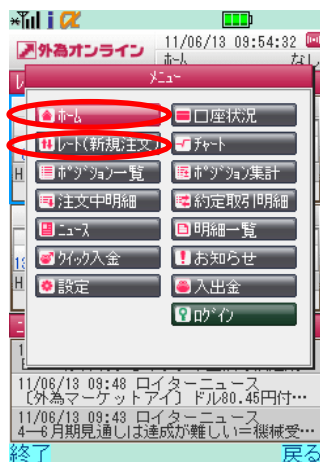 外為オンライン
11/06/13 09:54:32
ホーム なし
メニュー
ホーム 口座状況
レート(新規注文) チャート
ポジション一覧 ポジション集計
注文中明細 約定取引明細
ニュース 明細一覧
クイック入金 お知らせ
設定 入出金
ログイン
11/06/13 09:48 ロイターニュース
〔外為マーケットアイ〕ドル80.45円付…
11/06/13 09:43 ロイターニュース
4―6月期見通しは達成が難しい=機械受…
終了 戻る